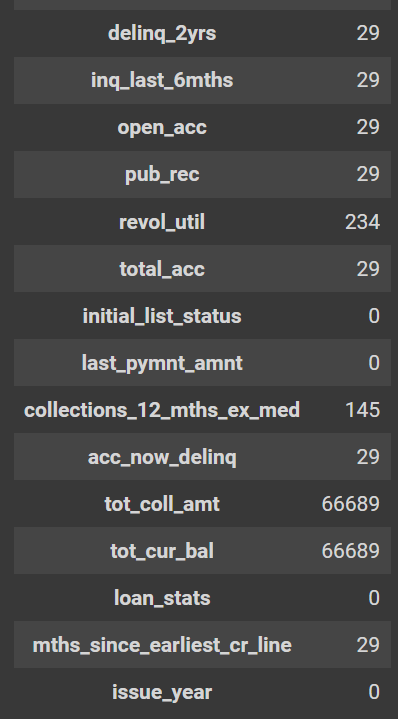 delinq_2yrs 29
inq_last_6mths 29
open_acc 29
pub_rec 29
revol_util 234
total_acc 29
initial_list_status 0
last_pymnt_amnt 0
collections_12_mths_ex_med 145
acc_now_delinq 29
tot_coll_amt 66689
tot_cur_bal 66689
loan_stats 0
mths_since_earliest_cr_line 29
issue_year 0